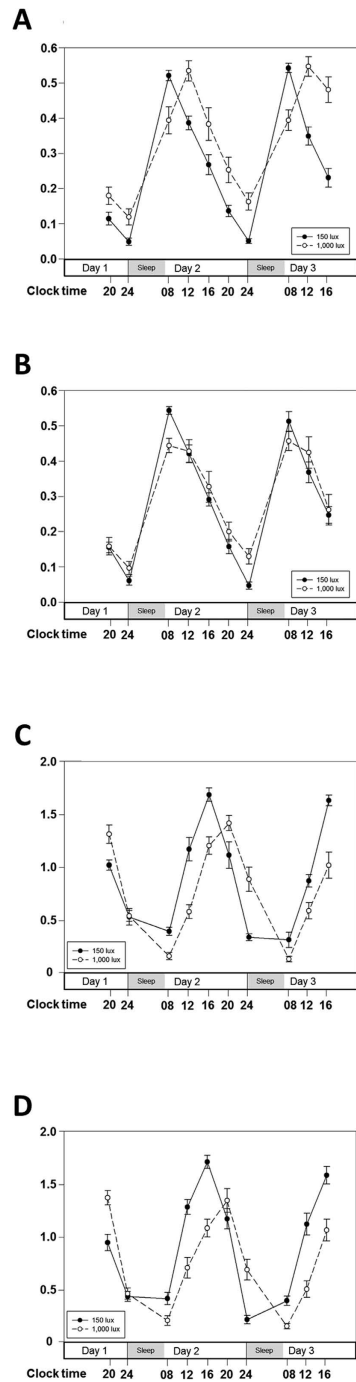 A
0.6
0.5
0.4
0.3
0.2
0.1
0.0
150 lux
1,000 lux
Day 1 Sleep Day 2 Sleep Day 3
Clock time 20 24 08 12 16 20 24 08 12 16
B
0.6
0.5
0.4
0.3
0.2
0.1
0.0
150 lux
1,000 lux
Day 1 Sleep Day 2 Sleep Day 3
Clock time 20 24 08 12 16 20 24 08 12 16
C
2.0
1.5
1.0
0.5
0
150 lux
1,000 lux
Day 1 Sleep Day 2 Sleep Day 3
Clock time 20 24 08 12 16 20 24 08 12 16
D
2.0
1.5
1.0
0.5
0
150 lux
1,000 lux
Day 1 Sleep Day 2 Sleep Day 3
Clock time 20 24 08 12 16 20 24 08 12 16